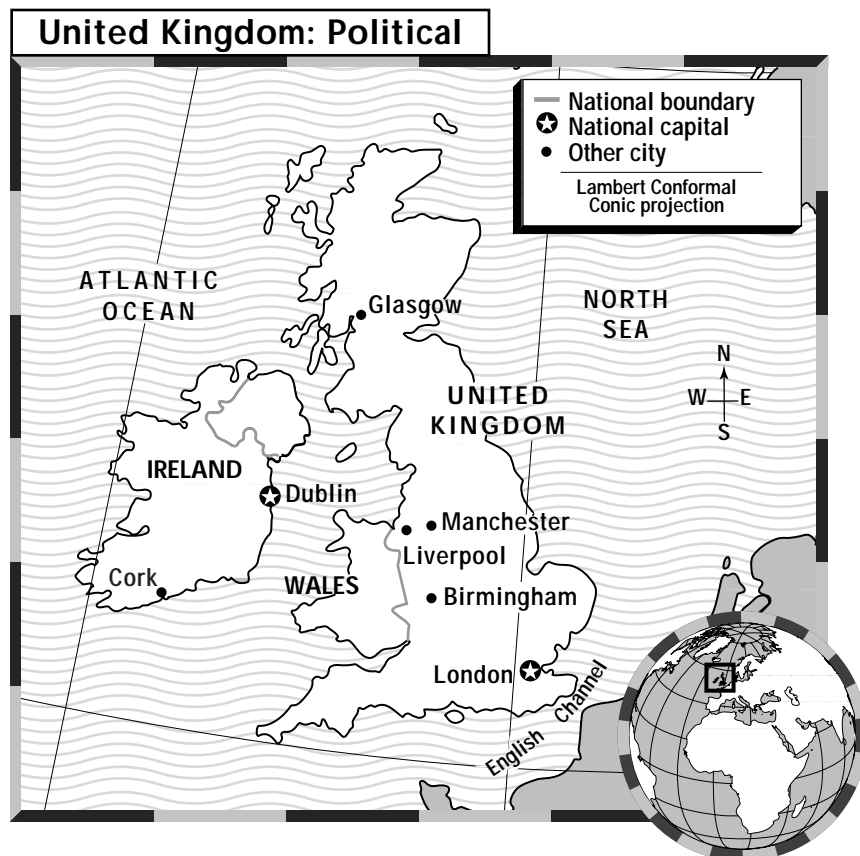 United Kingdom: Political
National boundary
National capital
Other city
Lambert Conformal
Conic projection
ATLANTIC
OCEAN
Glasgow
NORTH
SEA
N
W E
S
UNITED
KINGDOM
IRELAND
Dublin
Manchester
Liverpool
Cork
WALES
Birmingham
London
English Channel